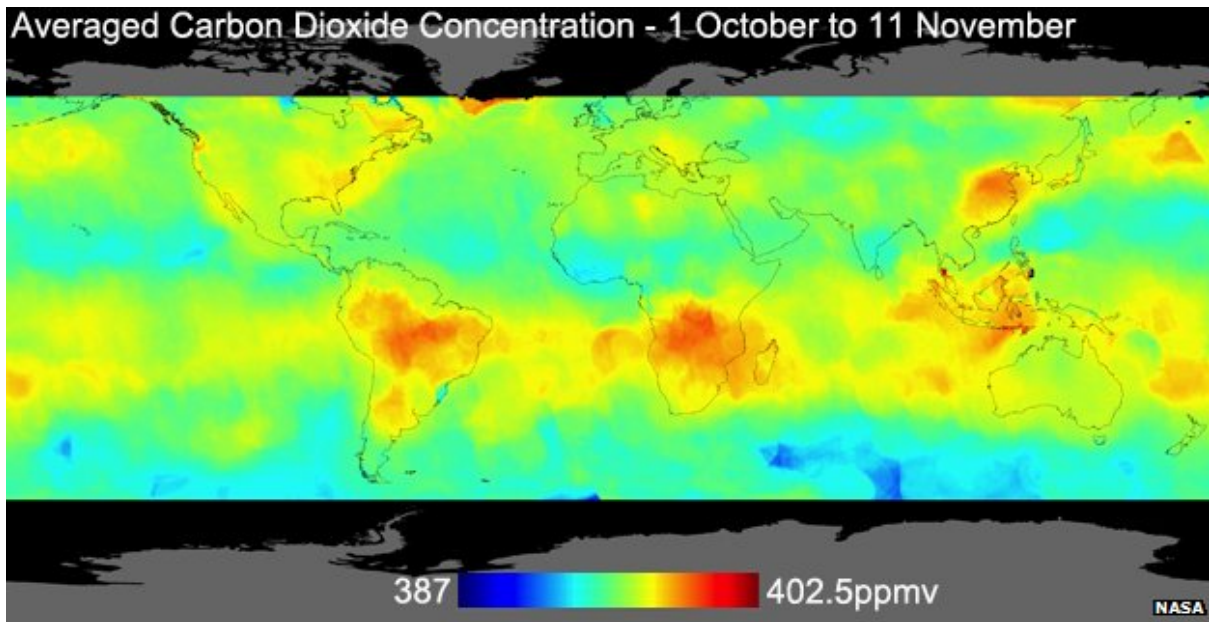 Averaged Carbon Dioxide Concentration - 1 October to 11 November
387 402.5ppmv
NASA